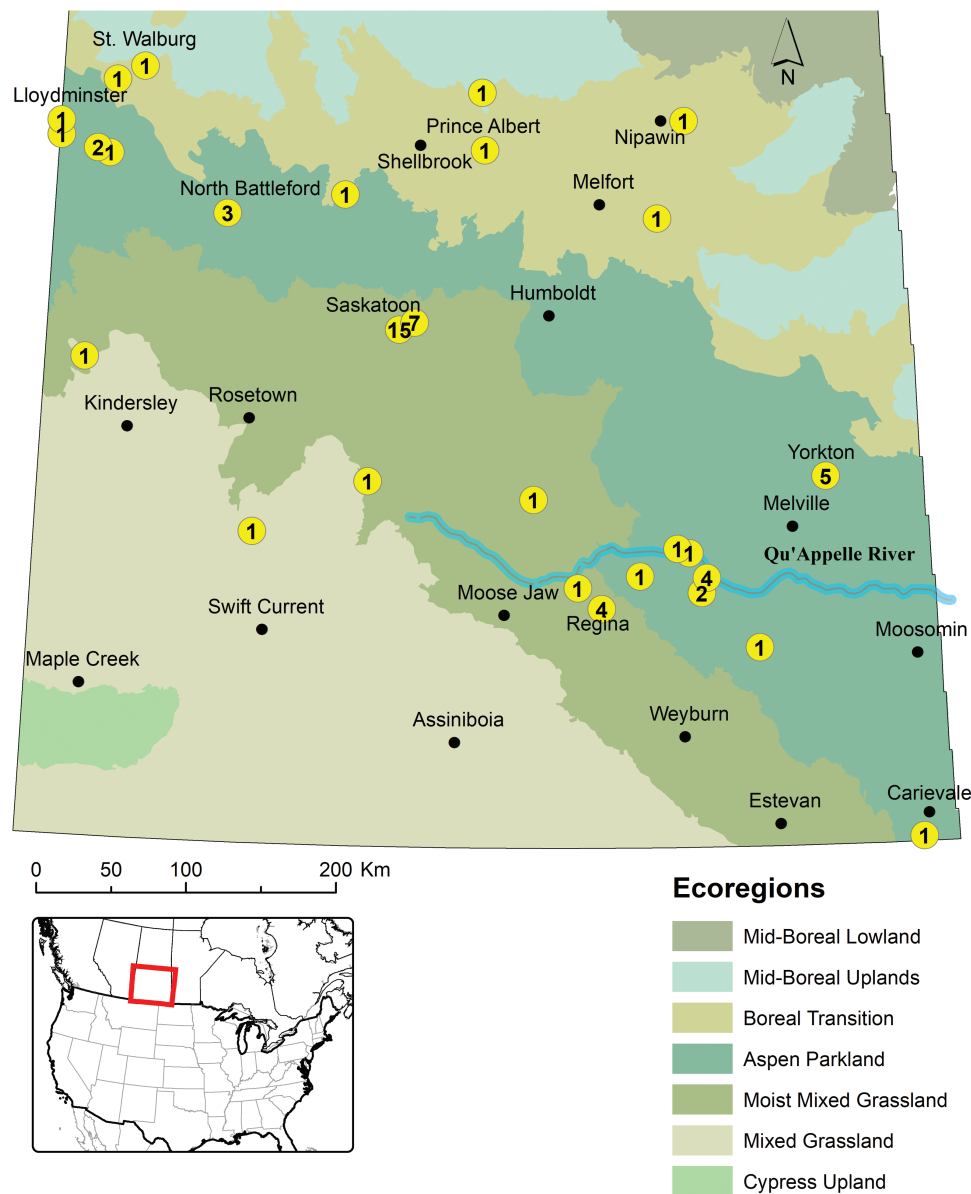 St. Walburg
1
1
N
Lloydminster
1
1
1
Prince Albert
1
Nipawin
2
1
Shellbrook
1
Melfort
North Battleford
1
3
1
Humboldt
Saskatoon
7
15
1
Kindersley
Rosetown
Yorkton
5
1
1
Melville
1
1
1
Qu'Appelle River
1
4
1
2
Moose Jaw
4
Swift Current
Regina
Moosomin
1
Maple Creek
Assiniboia
Weyburn
Estevan
Carievale
1
0 50 100 200 Km
Ecoregions
Mid-Boreal Lowland
Mid-Boreal Uplands
Boreal Transition
Aspen Parkland
Moist Mixed Grassland
Mixed Grassland
Cypress Upland